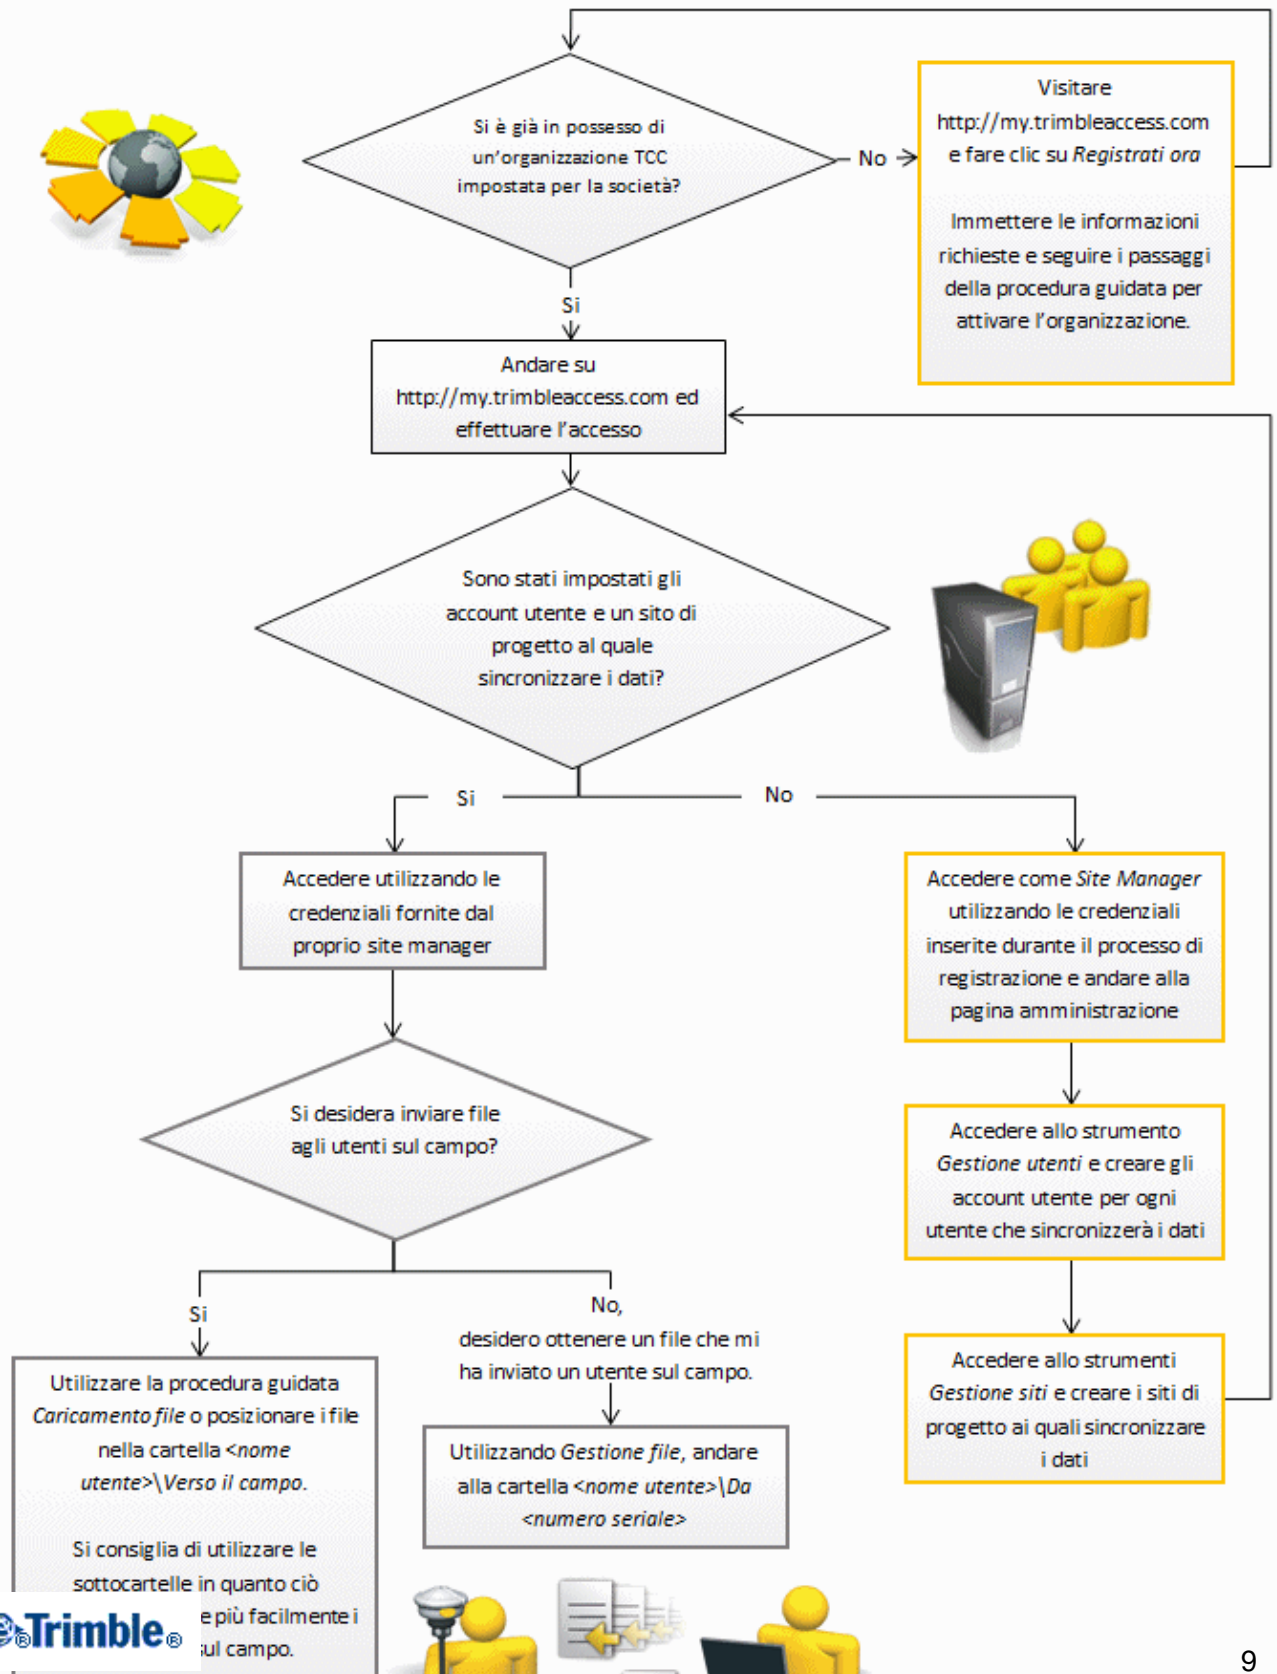 Si è già in possesso di
un'organizzazione TCC
impostata per la società?
No
Visitare
http://my.trimbleaccess.com
e fare clic su Registrati ora
Immettere le informazioni
richieste e seguire i passaggi
della procedura guidata per
attivare l'organizzazione.
Si
Andare su
http://my.trimbleaccess.com ed
effettuare l'accesso
Sono stati impostati gli
account utente e un sito di
progetto al quale
sincronizzare i dati?
Si
No
Accedere utilizzando le
credenziali fornite dal
proprio site manager
Accedere come Site Manager
utilizzando le credenziali
inserite durante il processo di
registrazione e andare alla
pagina amministrazione
Si desidera inviare file
agli utenti sul campo?
Accedere allo strumento
Gestione utenti e creare gli
account utente per ogni
utente che sincronizzerà i dati
Si
No,
desidero ottenere un file che mi
ha inviato un utente sul campo.
Accedere allo strumenti
Gestione siti e creare i siti di
progetto ai quali sincronizzare
i dati
Utilizzare la procedura guidata
Caricamento file o posizionare i file
nella cartella <nome
utente>\Verso il campo.
Utilizzando Gestione file, andare
alla cartella <nome utente>\Da
<numero seriale>
Si consiglia di utilizzare le
sottocartelle in quanto ciò
e più facilmente i
sul campo.
Trimble®
9